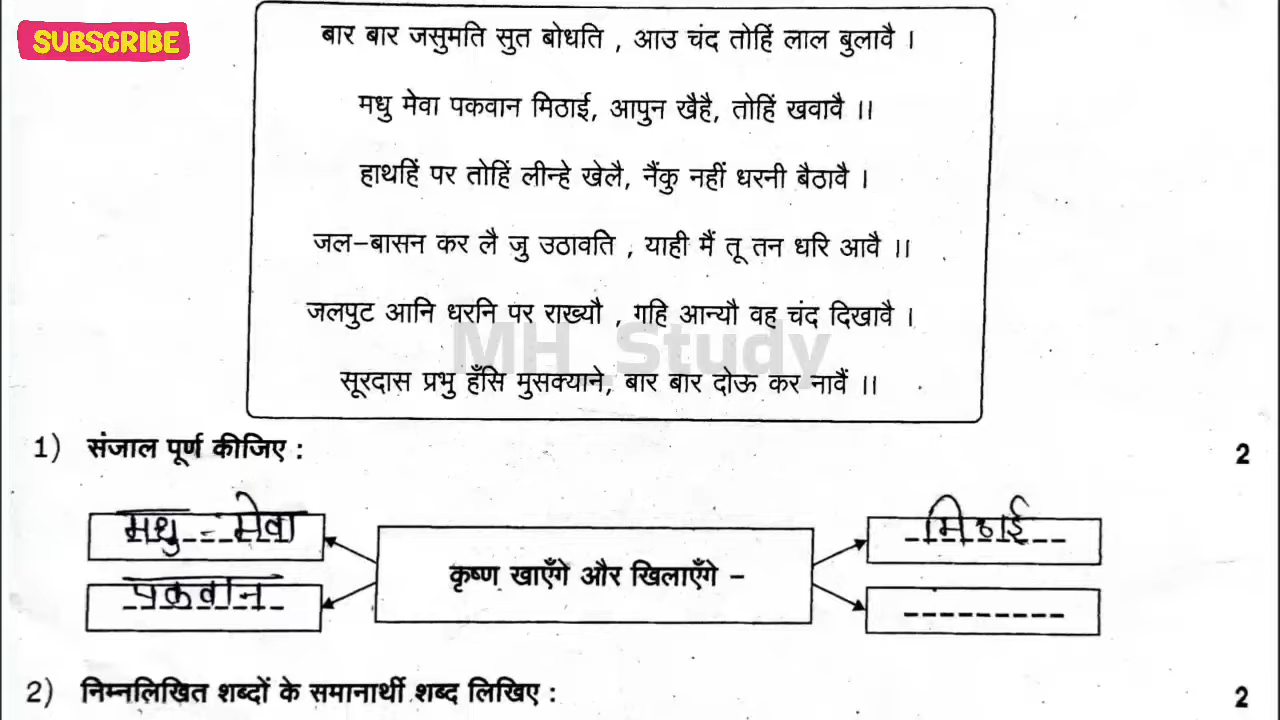 SUBSCRIBE
बार बार जसुमति सुत बोधति , आउ चंद तोहिं लाल बुलावै ।
मधु मेवा पकवान मिठाई, आपुन खैहै, तोहिं खवावै ।।
हाथहिं पर तोहिं लीन्हे खेलै, नैंकु नहीं धरनी बैठावै ।
जल-बासन कर लै जु उठावति , याही मैं तू तन धरि आवै ।।
जलपुट आनि धरनि पर राख्यौ , गहि आन्यौ वह चंद दिखावै ।
MH_Study
सूरदास प्रभु हँसि मुसक्याने, बार बार दोऊ कर नावैं ।।
1) संजाल पूर्ण कीजिए : 2
मधु - मेवा
मिठाई
कृष्ण खाएँगे और खिलाएँगे -
पकवान
---------
2) निम्नलिखित शब्दों के समानार्थी शब्द लिखिए : 2